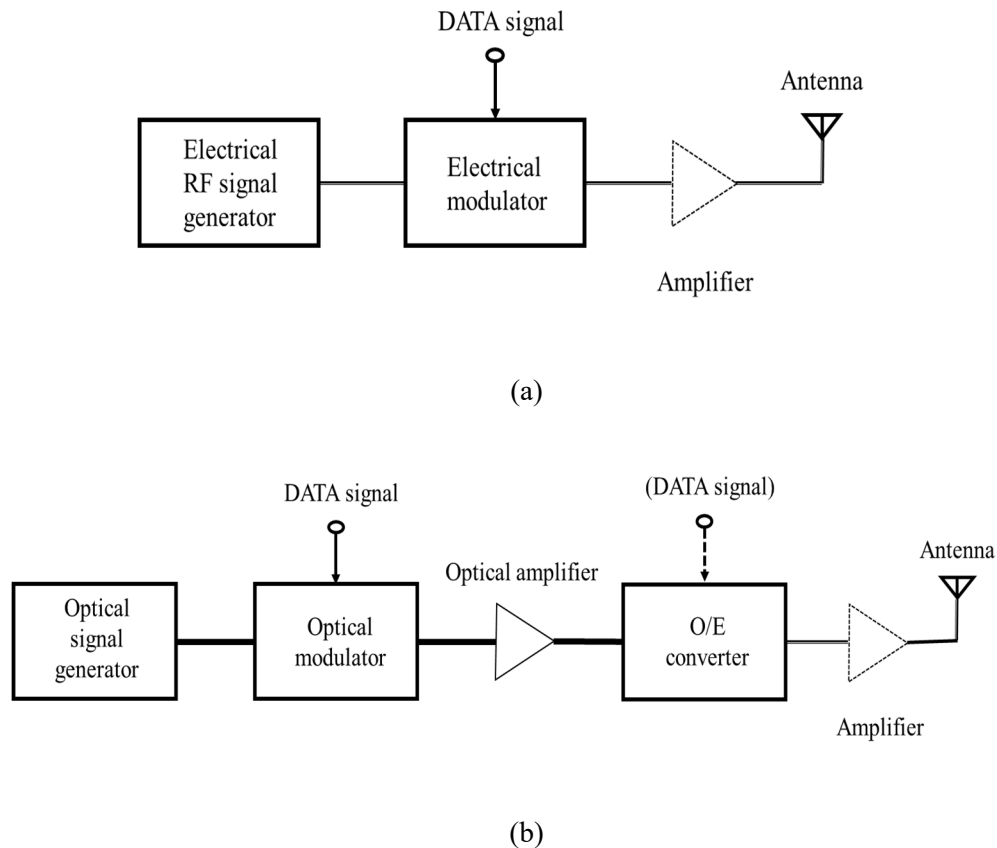 DATA signal
Antenna
Electrical
RF signal
generator
Electrical
modulator
Amplifier
(a)
DATA signal
(DATA signal)
Optical amplifier
Antenna
Optical
signal
generator
Optical
modulator
O/E
converter
Amplifier
(b)